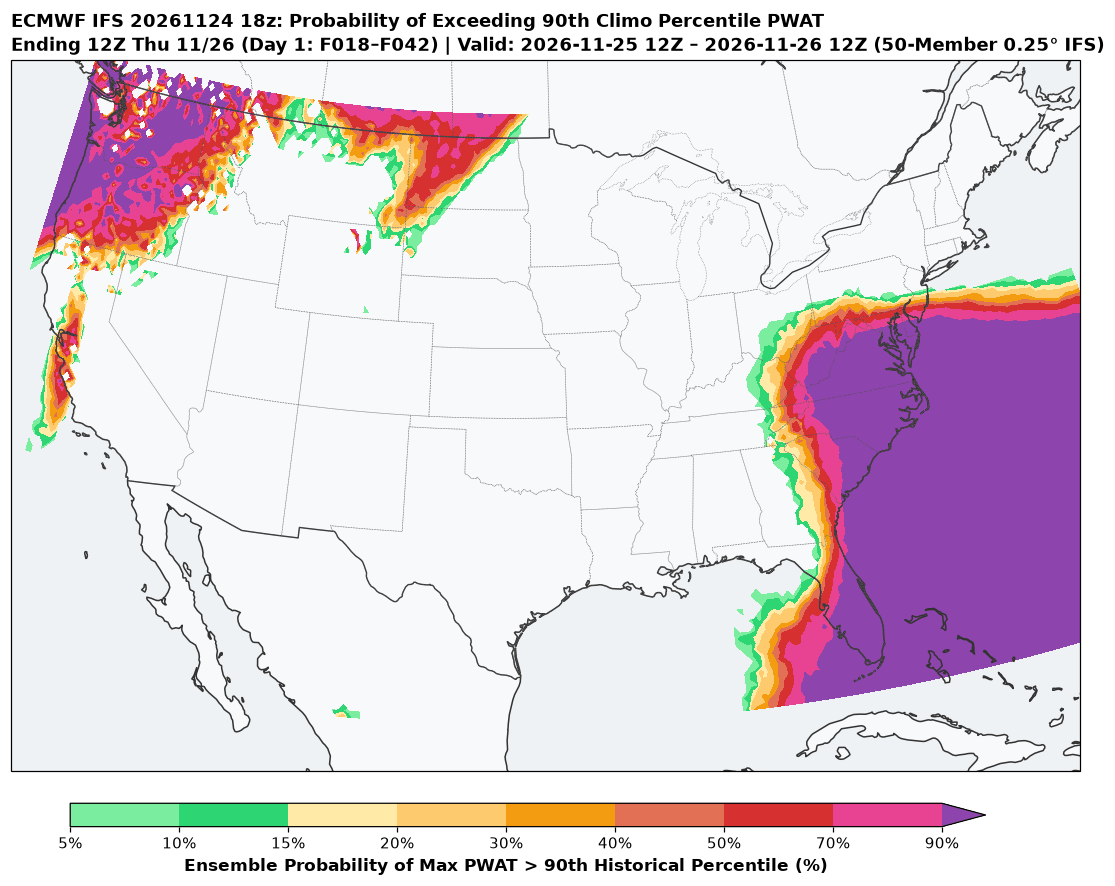 ECMWF IFS 20261124 18z: Probability of Exceeding 90th Climo Percentile PWAT
Ending 12Z Thu 11/26 (Day 1: F018–F042) | Valid: 2026-11-25 12Z – 2026-11-26 12Z (50-Member 0.25° IFS)
5% 10% 15% 20% 30% 40% 50% 70% 90%
Ensemble Probability of Max PWAT > 90th Historical Percentile (%)